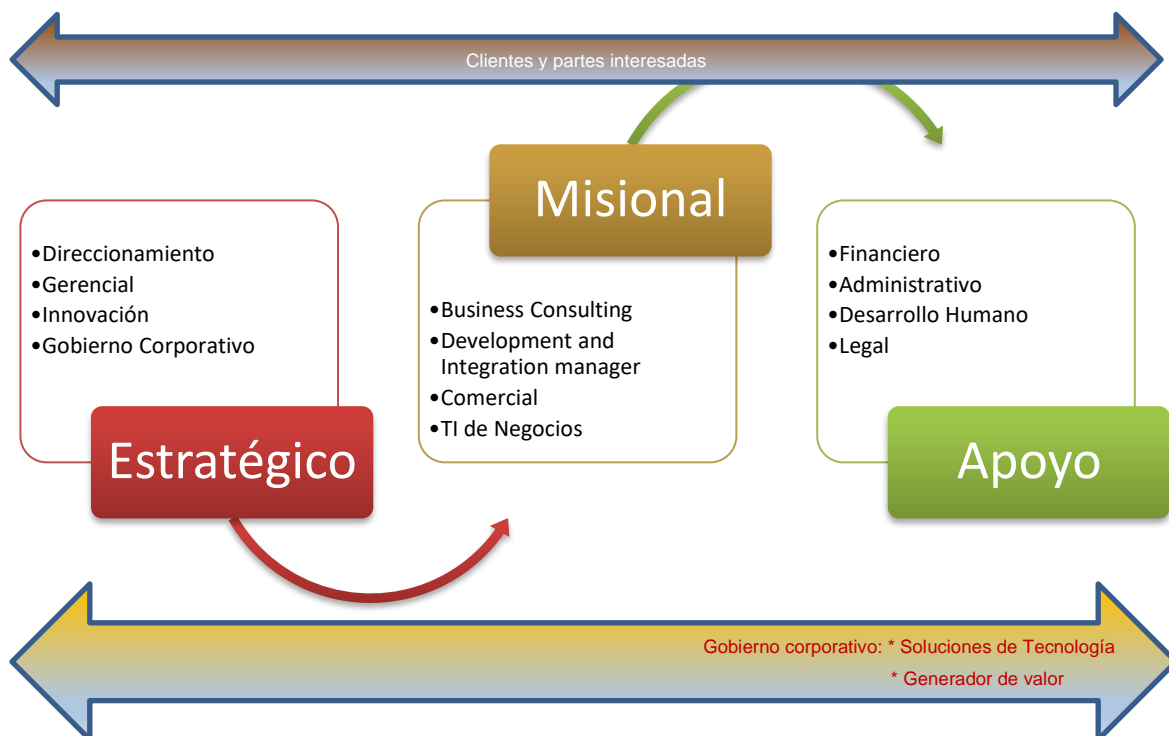 Clientes y partes interesadas
•Direccionamiento
•Gerencial
•Innovación
•Gobierno Corporativo
Estratégico
Misional
•Business Consulting
•Development and
Integration manager
•Comercial
•TI de Negocios
•Financiero
•Administrativo
•Desarrollo Humano
•Legal
Apoyo
Gobierno corporativo: * Soluciones de Tecnología
* Generador de valor